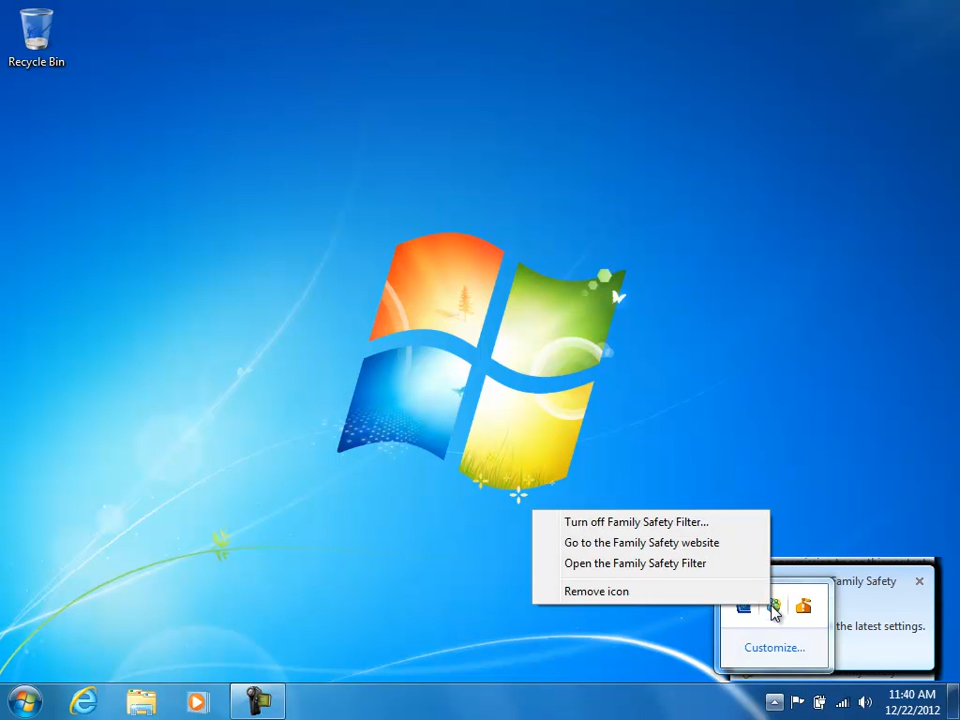 Recycle Bin
Turn off Family Safety Filter...
Go to the Family Safety website
Open the Family Safety Filter
Remove icon
Family Safety
the latest settings.
Customize...
11:40 AM
12/22/2012